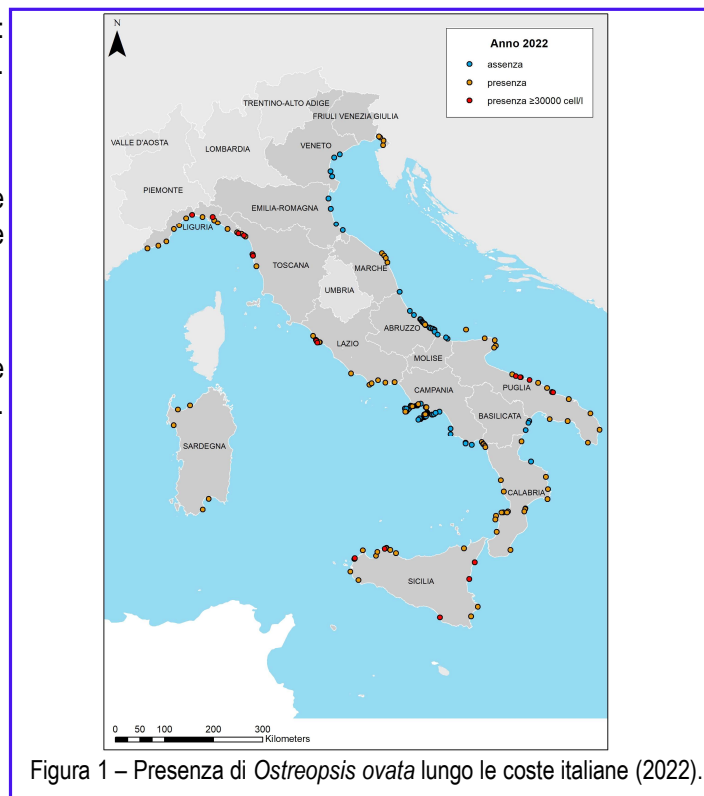 N
Anno 2022
assenza
presenza
presenza ≥30000 cell/l
TRENTINO-ALTO ADIGE
FRIULI VENEZIA GIULIA
VALLE D'AOSTA
LOMBARDIA
VENETO
PIEMONTE
EMILIA-ROMAGNA
LIGURIA
TOSCANA
MARCHE
UMBRIA
ABRUZZO
LAZIO
MOLISE
CAMPANIA
PUGLIA
BASILICATA
SARDEGNA
CALABRIA
SICILIA
0 50 100 200 300
Kilometers
Figura 1 – Presenza di Ostreopsis ovata lungo le coste italiane (2022).